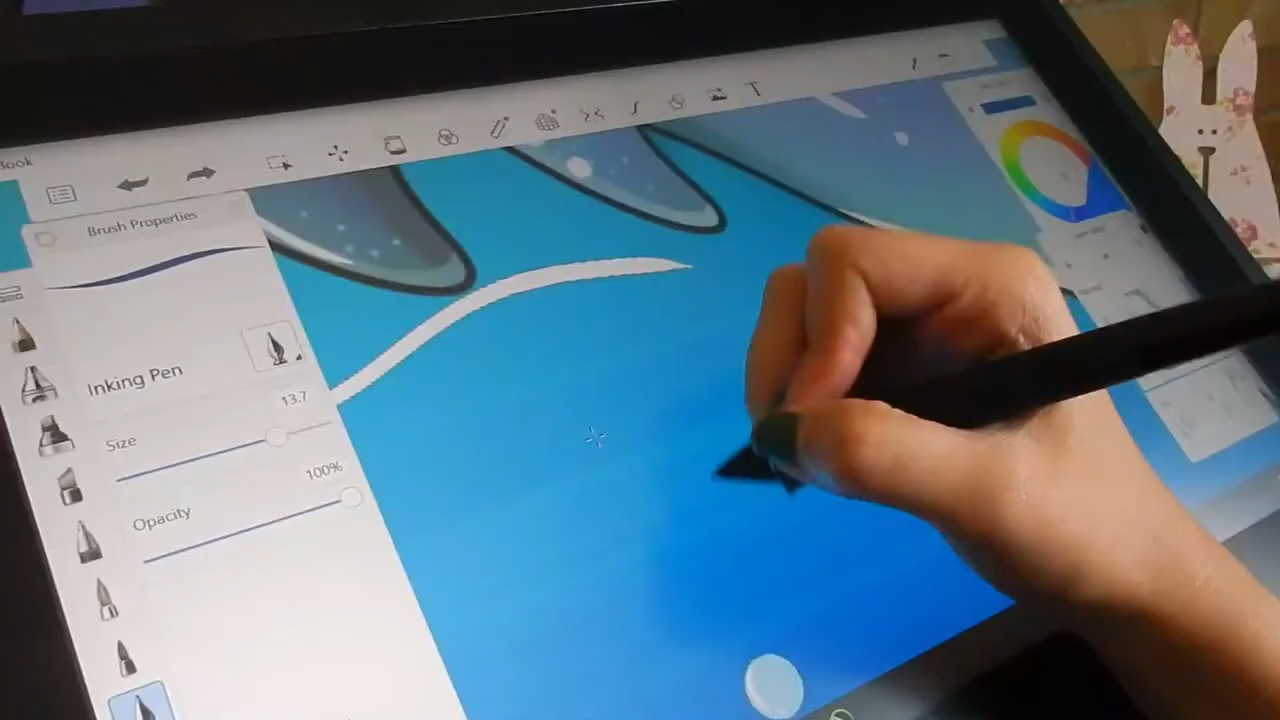 Book
Brush Properties
Inking Pen
13.7
Size
100%
Opacity
T